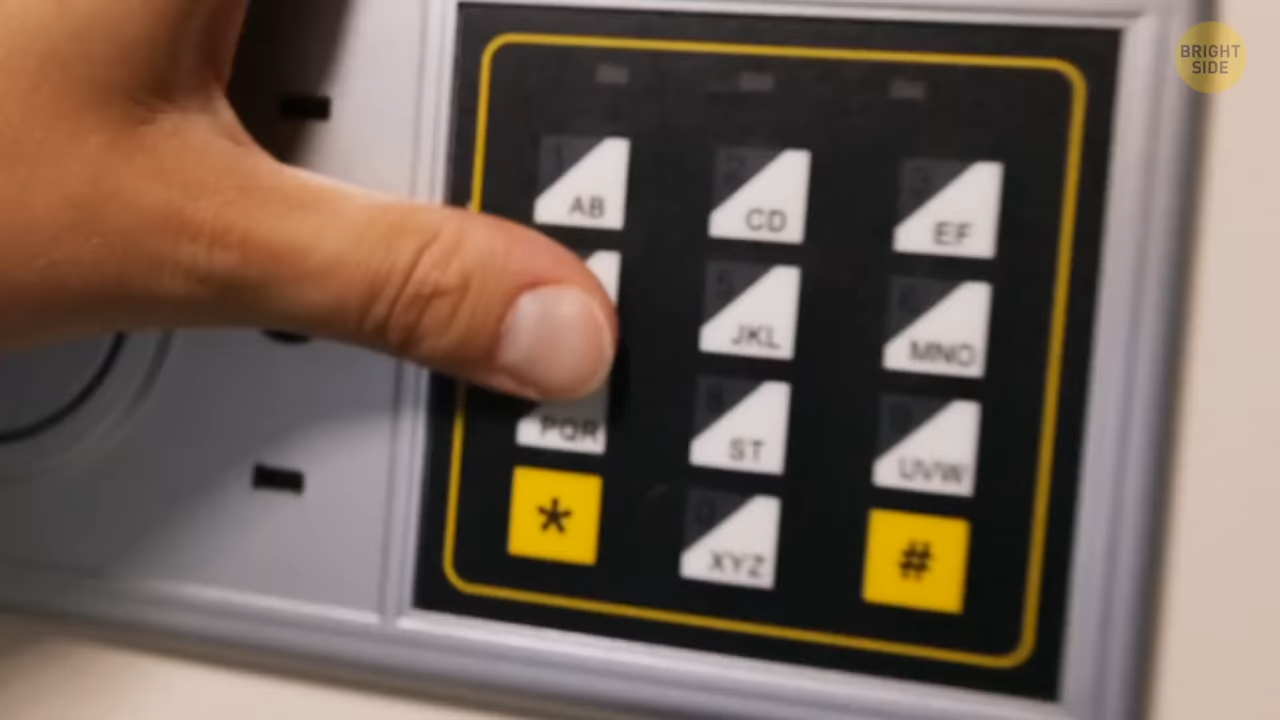 BRIGHT
SIDE
AB
CD
EF
JKL
MNO
PQR
ST
UVW
*
XYZ
#